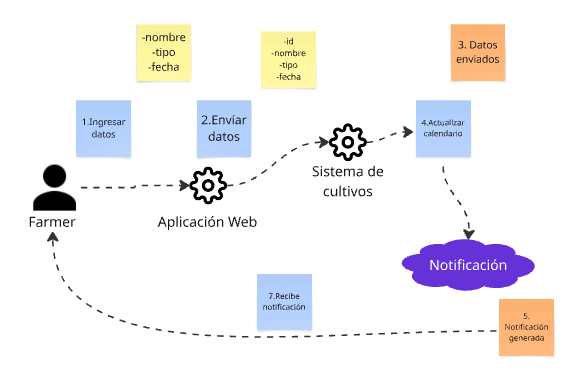 -nombre
-tipo
-fecha
-id
-nombre
-tipo
-fecha
3. Datos
enviados
1.Ingresar
datos
2.Envíar
datos
4.Actualizar
calendario
Sistema de
cultivos
Farmer
Aplicación Web
Notificación
7.Recibe
notificación
5.
Notificación
generada